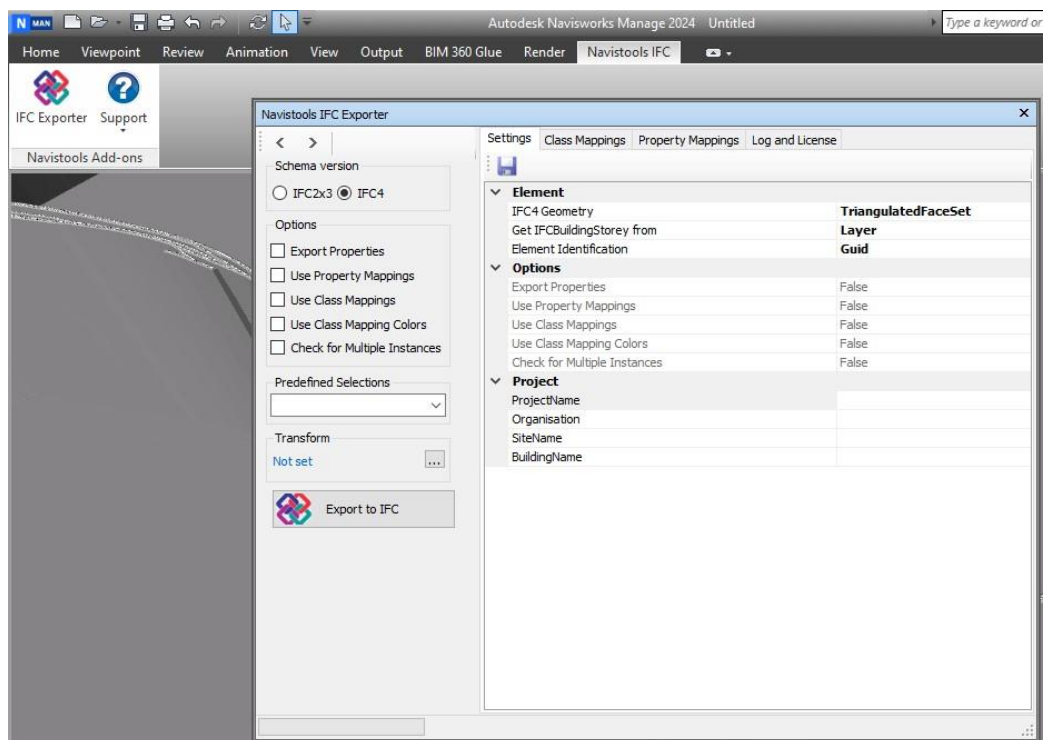 N MAN Autodesk Navisworks Manage 2024 Untitled Type a keyword or
Home Viewpoint Review Animation View Output BIM 360 Glue Render Navistools IFC
IFC Exporter Support
Navistools Add-ons
Navistools IFC Exporter
Schema version
IFC2x3 IFC4
Options
Export Properties
Use Property Mappings
Use Class Mappings
Use Class Mapping Colors
Check for Multiple Instances
Predefined Selections
Transform
Not set ...
Export to IFC
Settings Class Mappings Property Mappings Log and License
Element
IFC4 Geometry TriangulatedFaceSet
Get IFCBuildingStorey from Layer
Element Identification Guid
Options
Export Properties False
Use Property Mappings False
Use Class Mappings False
Use Class Mapping Colors False
Check for Multiple Instances False
Project
ProjectName
Organisation
SiteName
BuildingName